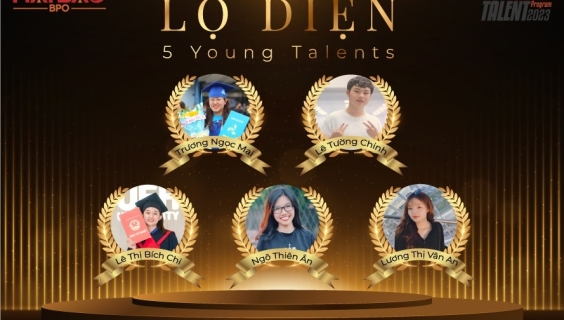 BPO
TALENT Program
2023
LỘ DIỆN
5 Young Talents
Trương Ngọc Mai
Lê Tường Chinh
Lê Thị Bích Chi
Ngô Thiên Ân
Lương Thị Vân An